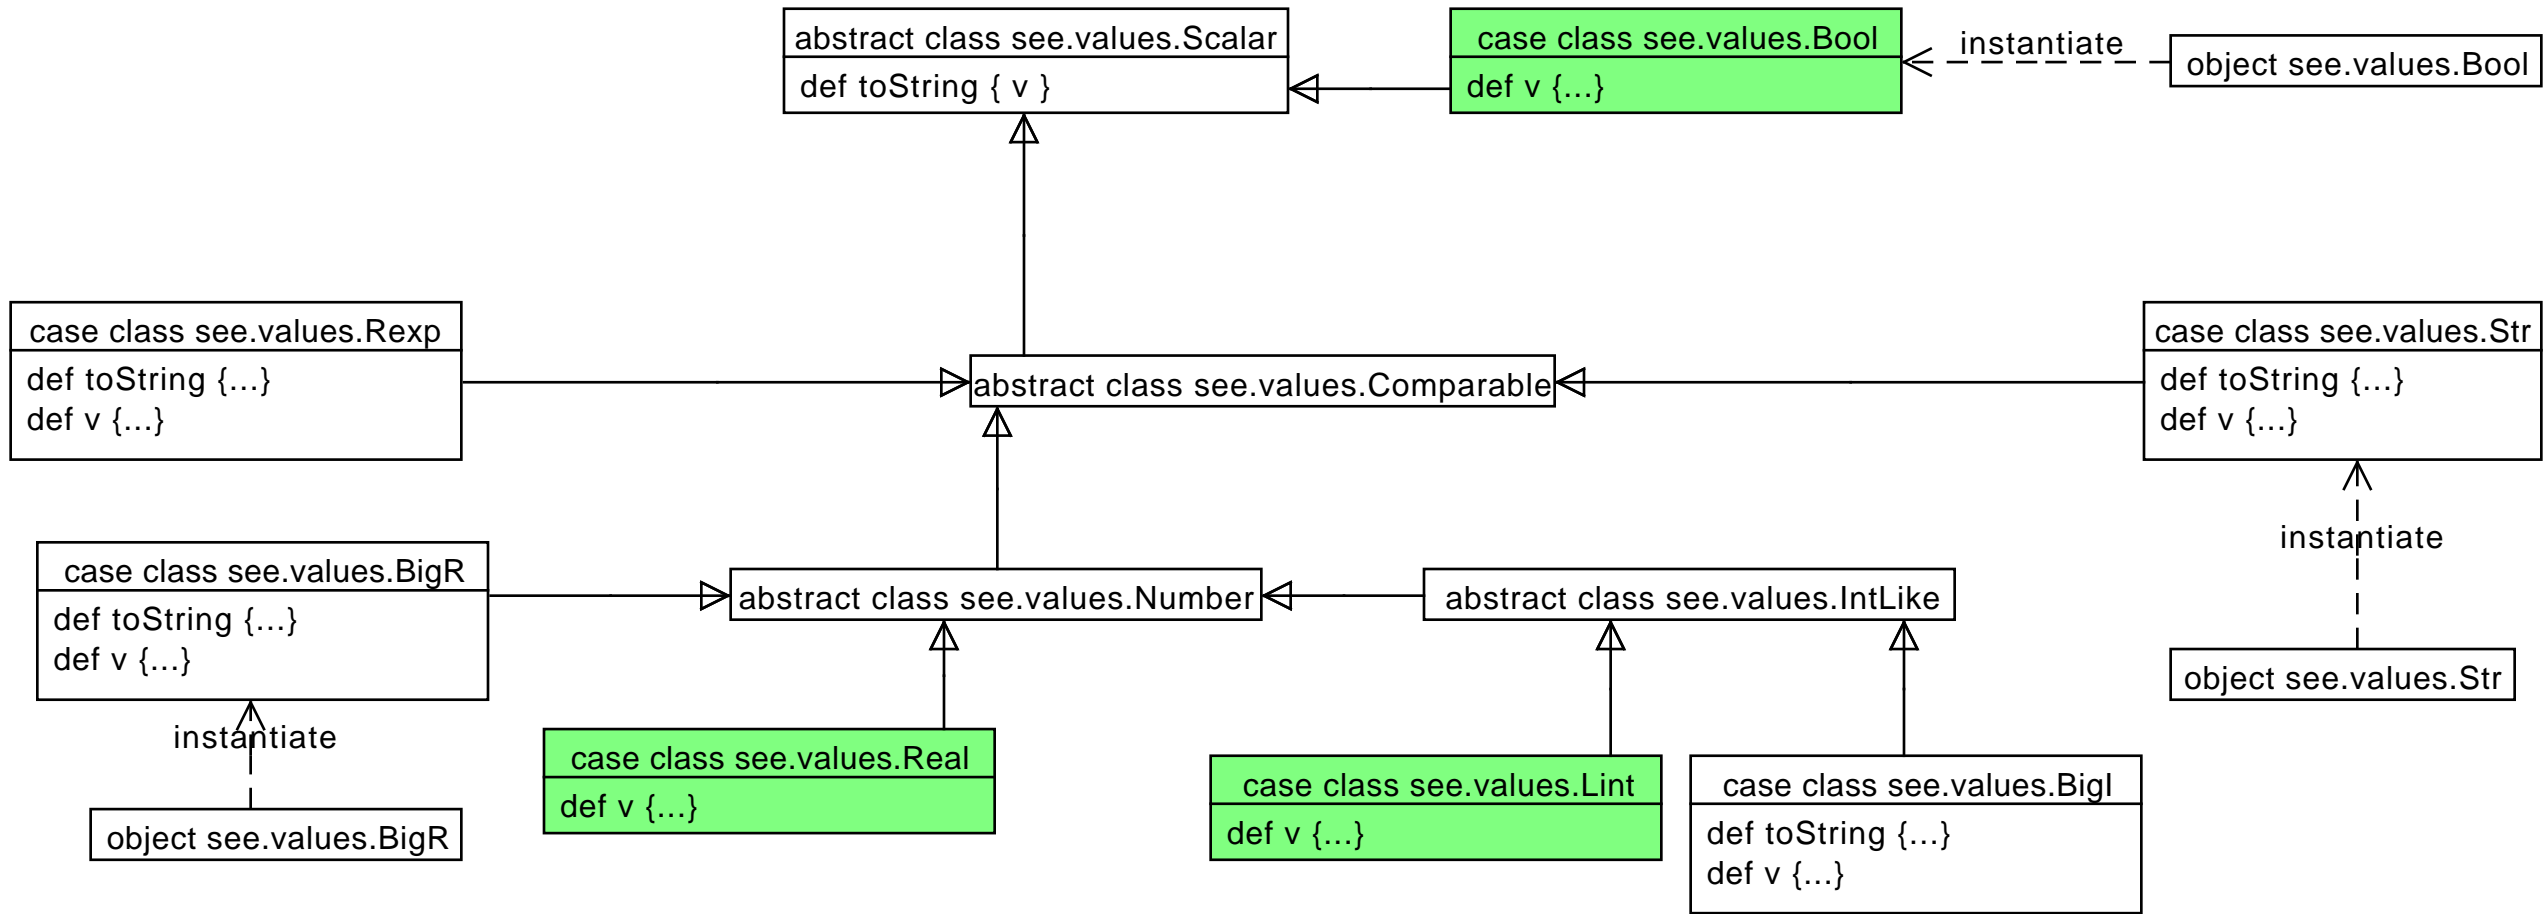 abstract class see.values.Scalar
def toString { v }
case class see.values.Bool
def v {...}
instantiate
object see.values.Bool
case class see.values.Rexp
def toString {...}
def v {...}
abstract class see.values.Comparable
case class see.values.Str
def toString {...}
def v {...}
instantiate
object see.values.Str
case class see.values.BigR
def toString {...}
def v {...}
instantiate
object see.values.BigR
abstract class see.values.Number
abstract class see.values.IntLike
case class see.values.Real
def v {...}
case class see.values.Lint
def v {...}
case class see.values.BigI
def toString {...}
def v {...}